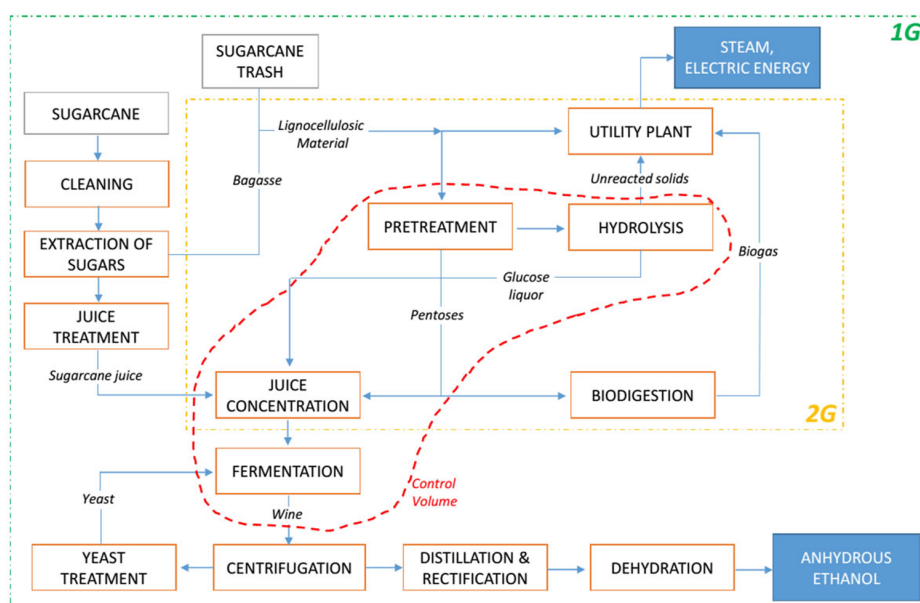 1G
SUGARCANE
TRASH
STEAM,
ELECTRIC ENERGY
SUGARCANE
Lignocellulosic
Material
UTILITY PLANT
CLEANING
Bagasse
Unreacted solids
EXTRACTION OF
SUGARS
PRETREATMENT
HYDROLYSIS
Biogas
Glucose
liquor
JUICE
TREATMENT
Pentoses
Sugarcane juice
JUICE
CONCENTRATION
BIODIGESTION
2G
FERMENTATION
Control
Volume
Yeast
Wine
YEAST
TREATMENT
CENTRIFUGATION
DISTILLATION &
RECTIFICATION
DEHYDRATION
ANHYDROUS
ETHANOL